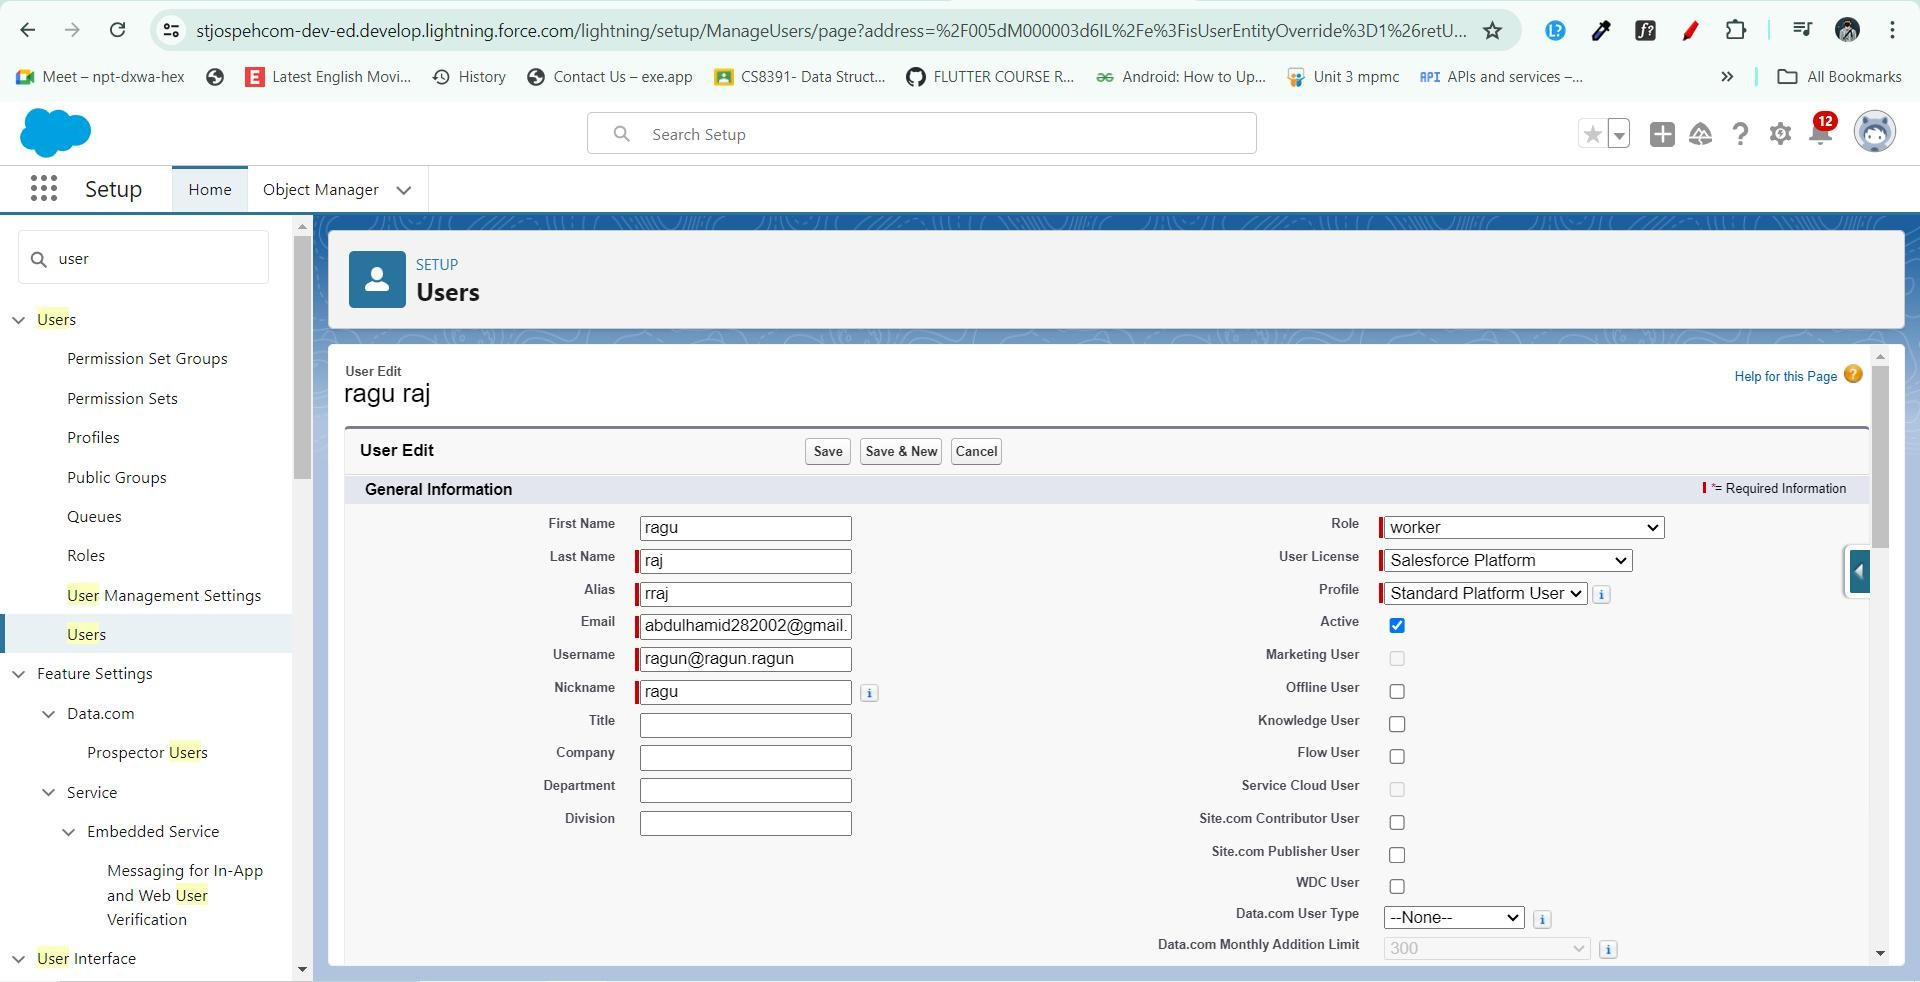 stjospehcom-dev-ed.develop.lightning.force.com/lightning/setup/ManageUsers/page?address=%2F005dM000003d6IL%2Fe%3FisUserEntityOverride%3D1%26retU...
Meet – npt-dxwa-hex
Latest English Movi...
History
Contact Us – exe.app
CS8391- Data Struct...
FLUTTER COURSE R...
Android: How to Up...
Unit 3 mpmc
API APIs and services –...
All Bookmarks
Search Setup
12
Setup
Home
Object Manager
user
Users
Permission Set Groups
Permission Sets
Profiles
Public Groups
Queues
Roles
User Management Settings
Users
Feature Settings
Data.com
Prospector Users
Service
Embedded Service
Messaging for In-App
and Web User
Verification
User Interface
SETUP
Users
User Edit
ragu raj
Help for this Page
User Edit
Save
Save & New
Cancel
General Information
*= Required Information
First Name ragu
Last Name raj
Alias rraj
Email abdulhamid282002@gmail.
Username ragun@ragun.ragun
Nickname ragu
Title
Company
Department
Division
Role worker
User License Salesforce Platform
Profile Standard Platform User
Active
Marketing User
Offline User
Knowledge User
Flow User
Service Cloud User
Site.com Contributor User
Site.com Publisher User
WDC User
Data.com User Type --None--
Data.com Monthly Addition Limit 300